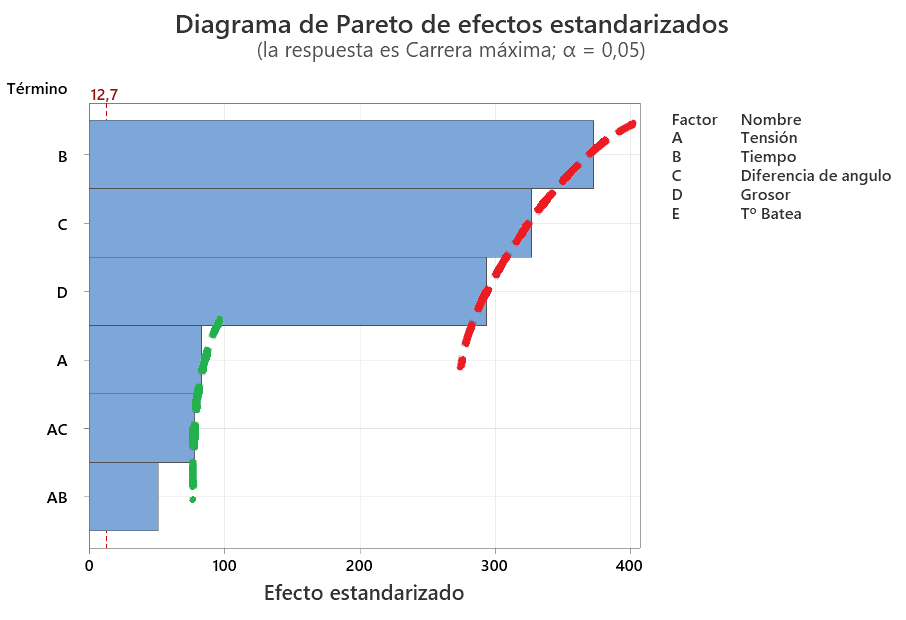 Diagrama de Pareto de efectos estandarizados
(la respuesta es Carrera máxima; α = 0,05)
Término
12,7
B
C
D
A
AC
AB
0 100 200 300 400
Efecto estandarizado
Factor Nombre
A Tensión
B Tiempo
C Diferencia de angulo
D Grosor
E Tº Batea